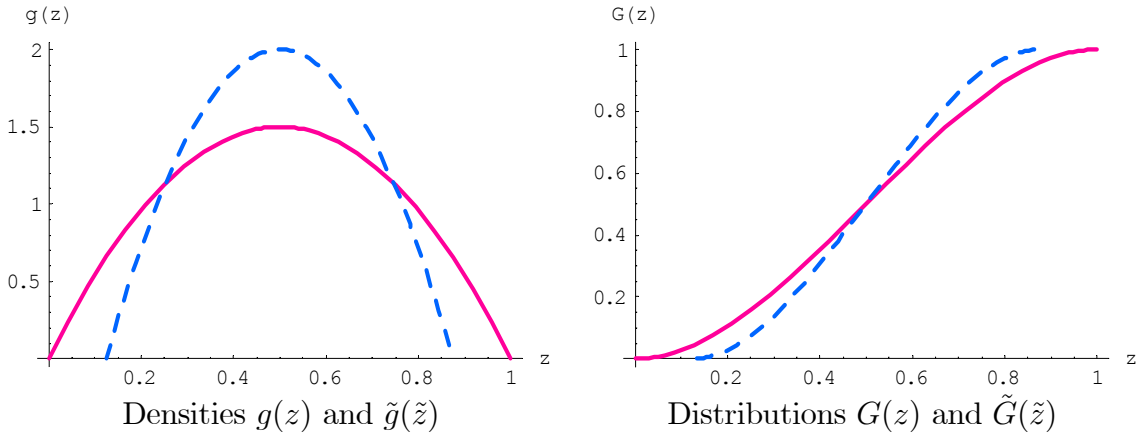 g(z)
2
1.5
1
0.5
0.2 0.4 0.6 0.8 1 z
Densities g(z) and g̃(z̃)
G(z)
1
0.8
0.6
0.4
0.2
0.2 0.4 0.6 0.8 1 z
Distributions G(z) and G̃(z̃)